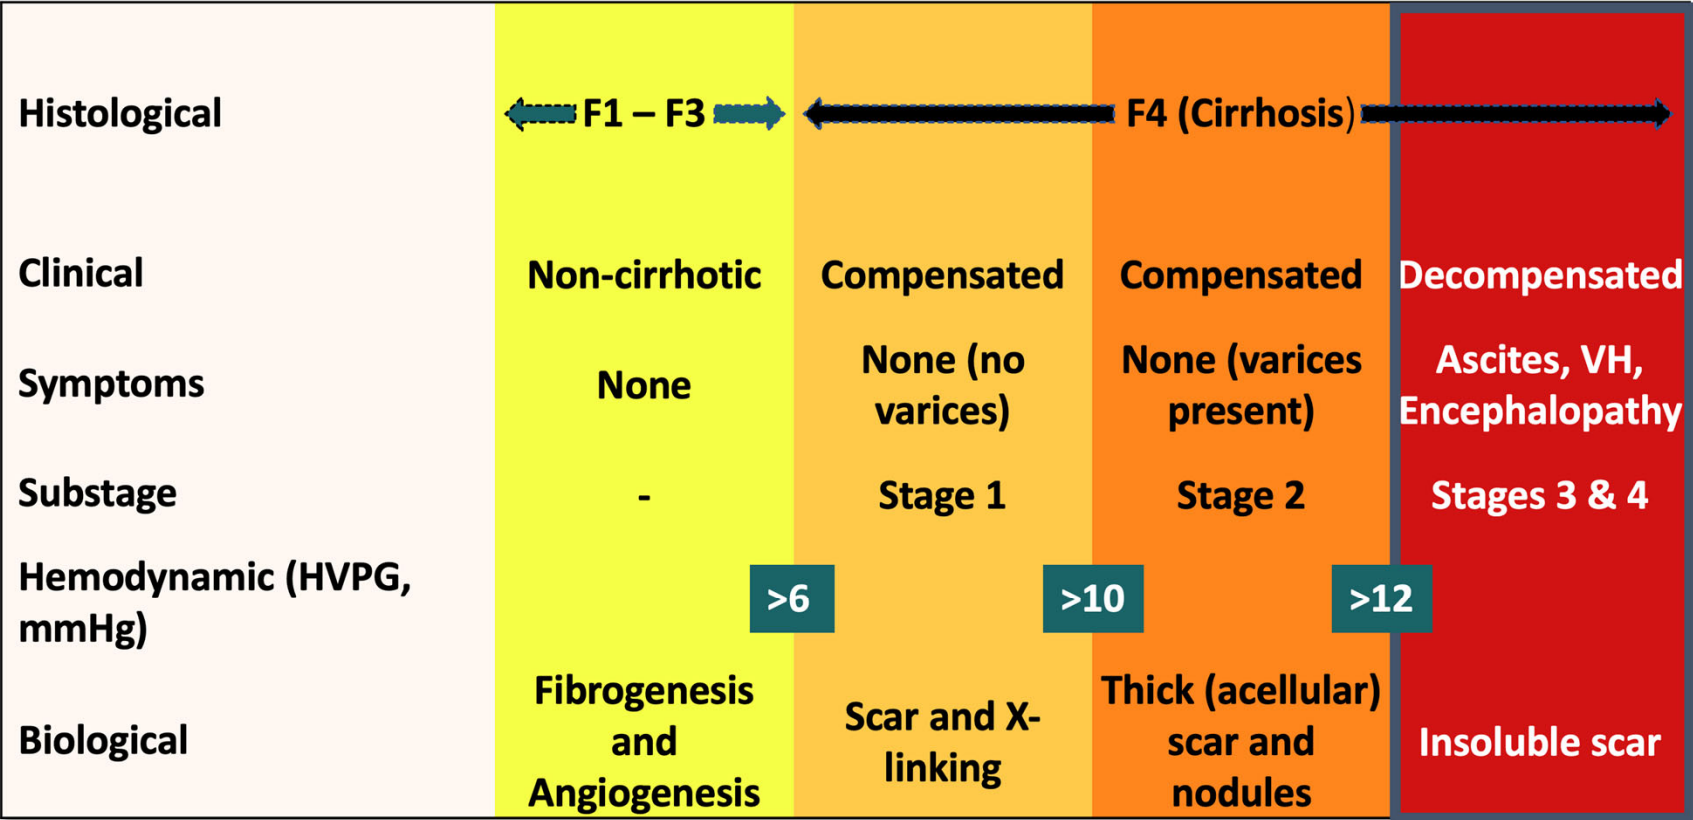 Histological
F1 – F3
F4 (Cirrhosis)
Clinical
Non-cirrhotic
Compensated
Compensated
Decompensated
Symptoms
None
None (no
varices)
None (varices
present)
Ascites, VH,
Encephalopathy
Substage
-
Stage 1
Stage 2
Stages 3 & 4
Hemodynamic (HVPG,
mmHg)
>6
>10
>12
Biological
Fibrogenesis
and
Angiogenesis
Scar and X-
linking
Thick (acellular)
scar and
nodules
Insoluble scar